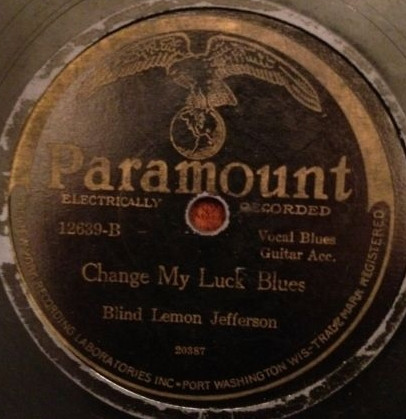 Paramount
ELECTRICALLY RECORDED
12639-B
Vocal Blues
Guitar Acc.
Change My Luck Blues
Blind Lemon Jefferson
20387
RECORDING LABORATORIES INC • PORT WASHINGTON WIS-TRADE MARK REGISTERED